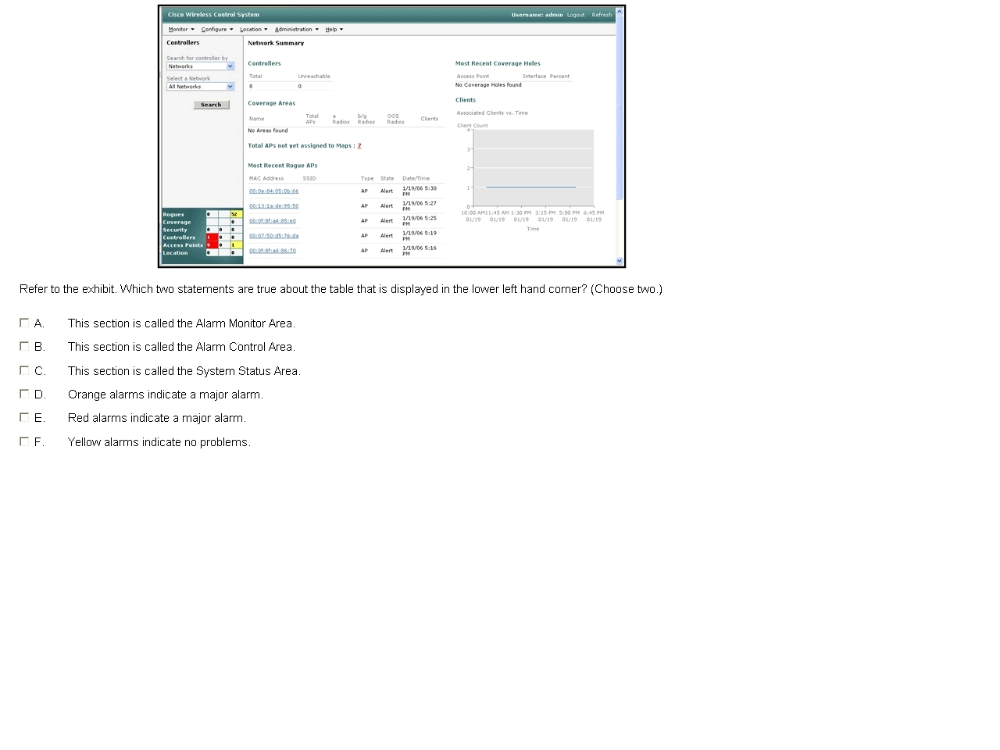 Cisco Wireless Control System
Username: admin Logout Refresh
Monitor Configure Location Administration Help
Controllers
Search for controller by
Networks
Select a Network
All Networks
Search
Network Summary
Controllers
Total Unreachable
8 0
Coverage Areas
Name Total APs a Radios b/g Radios OOS Radios Clients
No Areas found
Total APs not yet assigned to Maps : 7
Most Recent Rogue APs
MAC Address SSID Type State Date/Time
00:0e:84:05:0b:66 AP Alert 1/19/06 5:30 PM
00:13:1a:de:95:50 AP Alert 1/19/06 5:27 PM
00:0f:8f:a4:85:e0 AP Alert 1/19/06 5:25 PM
00:07:50:d5:76:da AP Alert 1/19/06 5:19 PM
00:0f:8f:a4:86:70 AP Alert 1/19/06 5:16 PM
Most Recent Coverage Holes
Access Point Interface Percent
No Coverage Holes found
Clients
Associated Clients vs. Time
Client Count
4
3
2
1
0
10:00 AM 11:45 AM 1:30 PM 3:15 PM 5:00 PM 6:45 PM
01/19 01/19 01/19 01/19 01/19 01/19
Time
Rogues 0 52
Coverage 0
Security 0 0 0
Controllers 1 0 0
Access Points 9 0 1
Location 0 0
Refer to the exhibit. Which two statements are true about the table that is displayed in the lower left hand corner? (Choose two.)
A. This section is called the Alarm Monitor Area.
B. This section is called the Alarm Control Area.
C. This section is called the System Status Area.
D. Orange alarms indicate a major alarm.
E. Red alarms indicate a major alarm.
F. Yellow alarms indicate no problems.